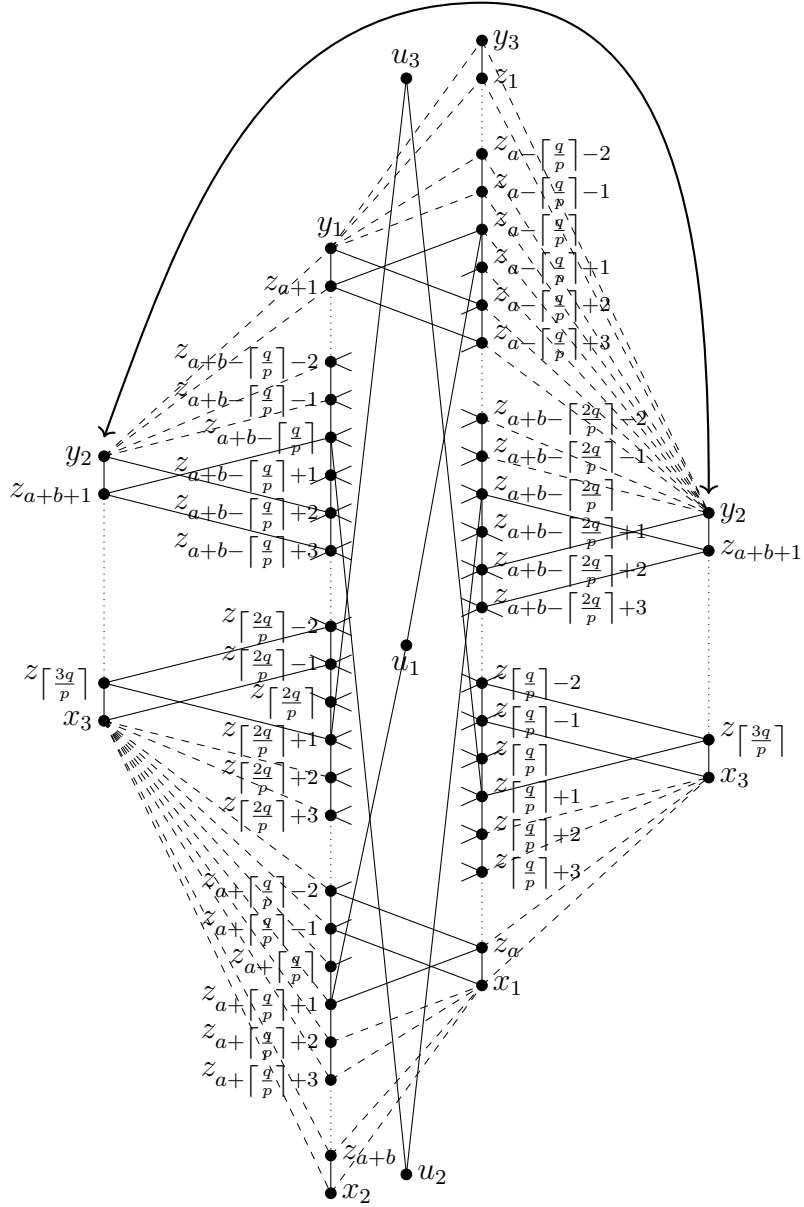 y_3
u_3
z_1
z_{a-⌈q/p⌉-2}
z_{a-⌈q/p⌉-1}
y_1
z_{a-⌈q/p⌉}
z_{a-⌈q/p⌉+1}
z_{a+1}
z_{a-⌈q/p⌉+2}
z_{a-⌈q/p⌉+3}
z_{a+b-⌈q/p⌉-2}
z_{a+b-⌈q/p⌉-1}
z_{a+b-⌈2q/p⌉-2}
z_{a+b-⌈q/p⌉}
y_2
z_{a+b-⌈2q/p⌉-1}
z_{a+b-⌈q/p⌉+1}
z_{a+b+1}
z_{a+b-⌈2q/p⌉}
z_{a+b-⌈q/p⌉+2}
y_2
z_{a+b-⌈2q/p⌉+1}
z_{a+b-⌈q/p⌉+3}
z_{a+b+1}
z_{a+b-⌈2q/p⌉+2}
z_{a+b-⌈2q/p⌉+3}
z_{⌈2q/p⌉-2}
u_1
z_{⌈2q/p⌉-1}
z_{⌈3q/p⌉}
z_{⌈q/p⌉-2}
z_{⌈2q/p⌉}
x_3
z_{⌈q/p⌉-1}
z_{⌈2q/p⌉+1}
z_{⌈3q/p⌉}
z_{⌈q/p⌉}
z_{⌈2q/p⌉+2}
x_3
z_{⌈q/p⌉+1}
z_{⌈2q/p⌉+3}
z_{⌈q/p⌉+2}
z_{⌈q/p⌉+3}
z_{a+⌈q/p⌉-2}
z_{a+⌈q/p⌉-1}
z_a
z_{a+⌈q/p⌉}
x_1
z_{a+⌈q/p⌉+1}
z_{a+⌈q/p⌉+2}
z_{a+⌈q/p⌉+3}
z_{a+b}
u_2
x_2